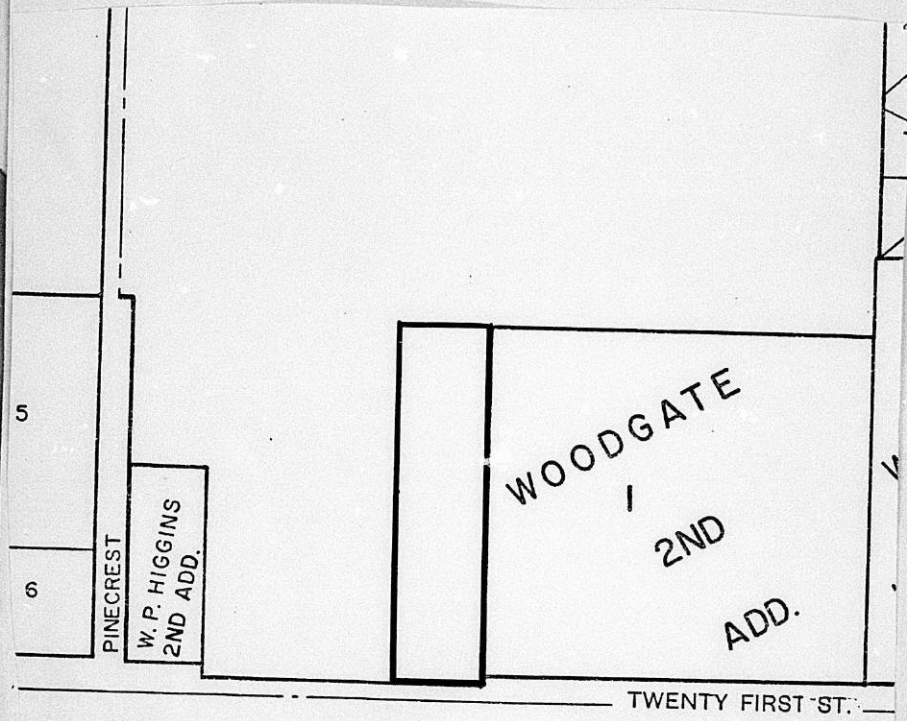 5
6
PINECREST
W. P. HIGGINS
2ND ADD.
WOODGATE
1
2ND
ADD.
TWENTY FIRST ST.